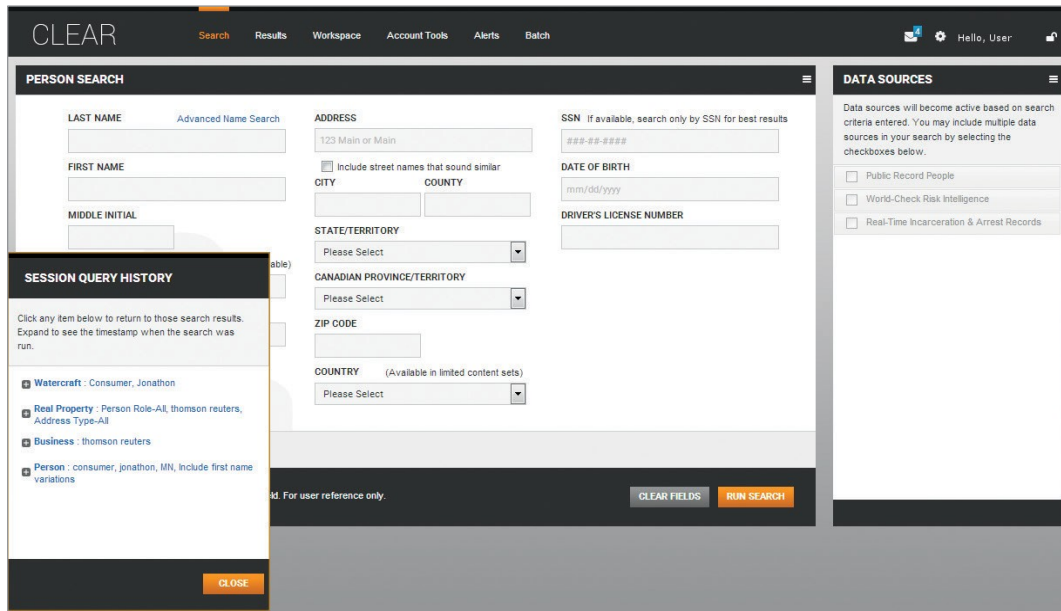 CLEAR
Search Results Workspace Account Tools Alerts Batch
4
Hello, User
PERSON SEARCH
LAST NAME Advanced Name Search
FIRST NAME
MIDDLE INITIAL
able)
ADDRESS
123 Main or Main
Include street names that sound similar
CITY COUNTY
STATE/TERRITORY
Please Select
CANADIAN PROVINCE/TERRITORY
Please Select
ZIP CODE
COUNTRY (Available in limited content sets)
Please Select
SSN If available, search only by SSN for best results
###-##-####
DATE OF BIRTH
mm/dd/yyyy
DRIVER'S LICENSE NUMBER
For user reference only.
CLEAR FIELDS RUN SEARCH
DATA SOURCES
Data sources will become active based on search
criteria entered. You may include multiple data
sources in your search by selecting the
checkboxes below.
Public Record People
World-Check Risk Intelligence
Real-Time Incarceration & Arrest Records
SESSION QUERY HISTORY
Click any item below to return to those search results.
Expand to see the timestamp when the search was
run.
Watercraft : Consumer, Jonathon
Real Property : Person Role-All, thomson reuters,
Address Type-All
Business : thomson reuters
Person : consumer, jonathon, MN, Include first name
variations
CLOSE